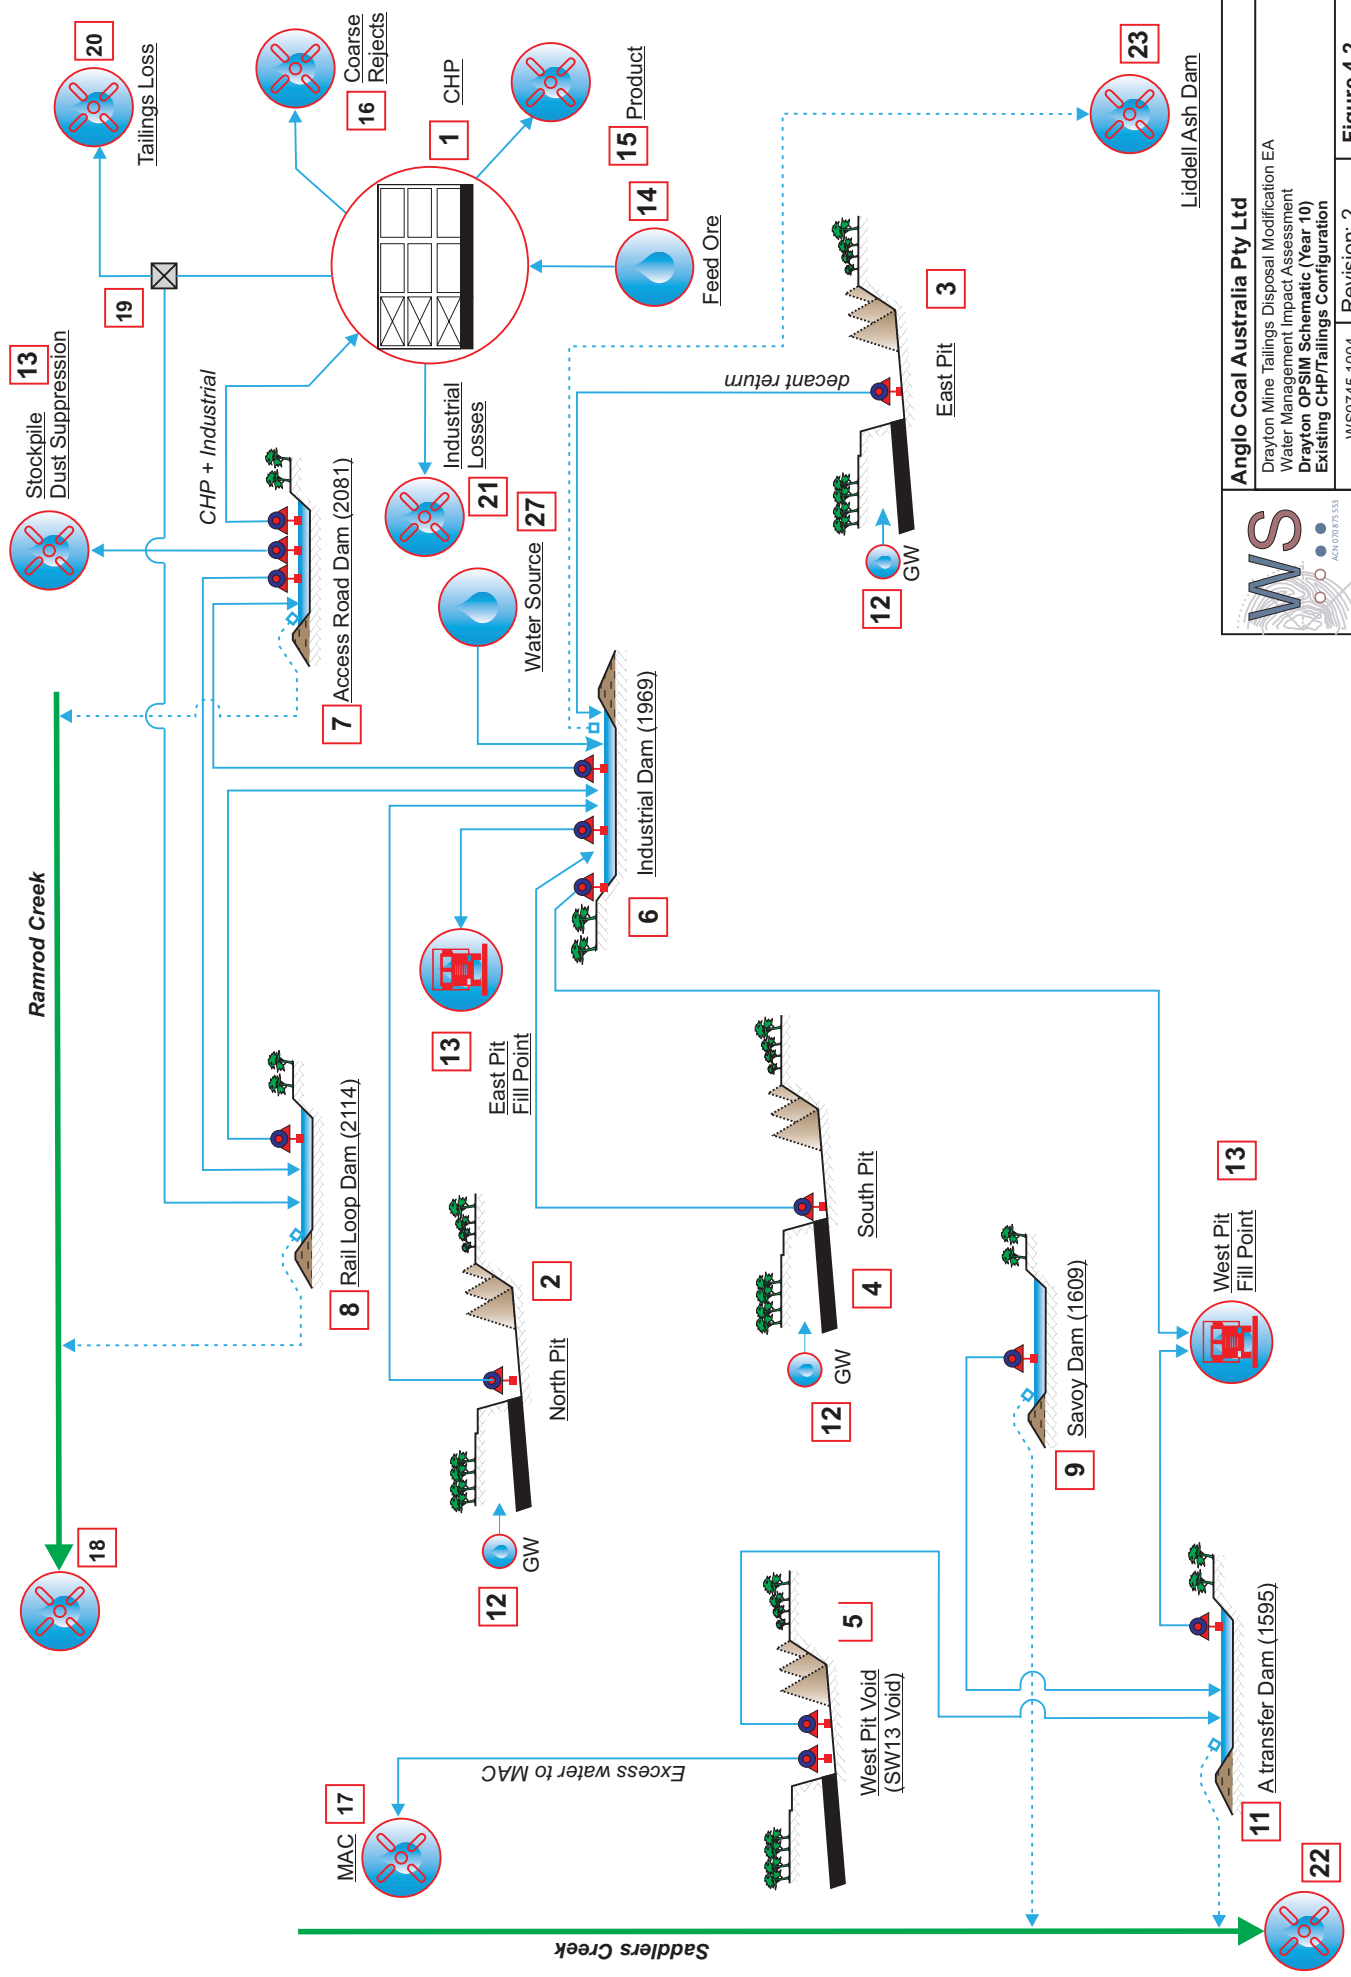 Ramrod Creek
18
8
Rail Loop Dam (2114)
7
Access Road Dam (2081)
13
Stockpile
Dust Suppression
19
20
Tailings Loss
CHP + Industrial
16
Coarse
Rejects
1
CHP
15
Product
14
Feed Ore
21
Industrial
Losses
27
Water Source
2
North Pit
12
GW
13
East Pit
Fill Point
6
Industrial Dam (1969)
decant return
3
East Pit
12
GW
23
Liddell Ash Dam
4
South Pit
12
GW
17
MAC
Excess water to MAC
5
West Pit Void
(SW13 Void)
9
Savoy Dam (1609)
13
West Pit
Fill Point
11
A transfer Dam (1595)
22
Saddlers Creek
WS
ACN 070 875 553
Anglo Coal Australia Pty Ltd
Drayton Mine Tailings Disposal Modification EA
Water Management Impact Assessment
Drayton OPSIM Schematic (Year 10)
Existing CHP/Tailings Configuration
Revision: 2